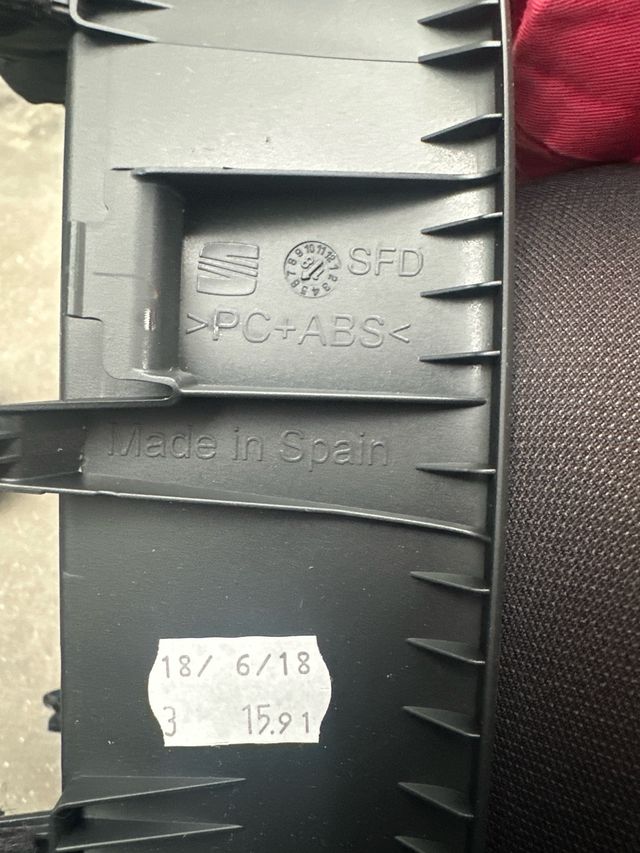 SFD
>PC+ABS<
Made in Spain
18/ 6/18
3 15.91